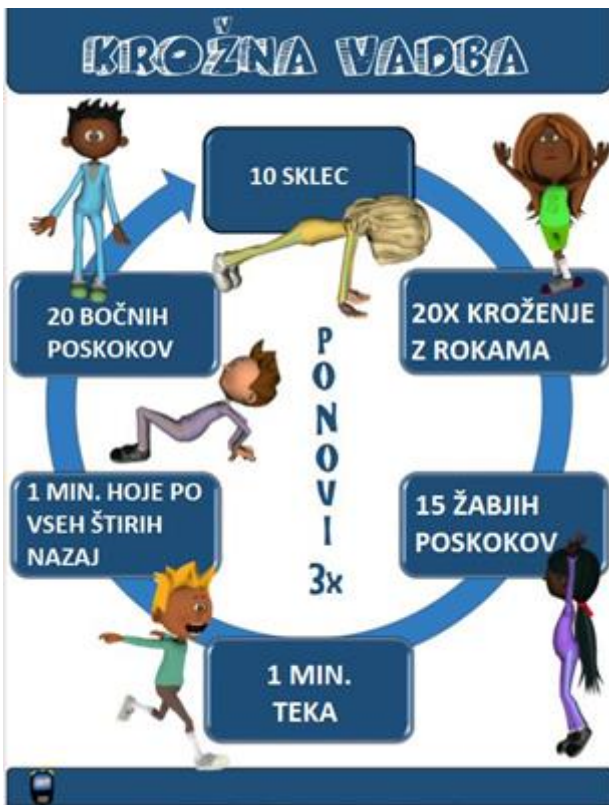 KROŽNA VADBA
10 SKLEC
20X KROŽENJE
Z ROKAMA
15 ŽABJIH
POSKOKOV
1 MIN.
TEKA
1 MIN. HOJE PO
VSEH ŠTIRIH
NAZAJ
20 BOČNIH
POSKOKOV
PONOVI
3x